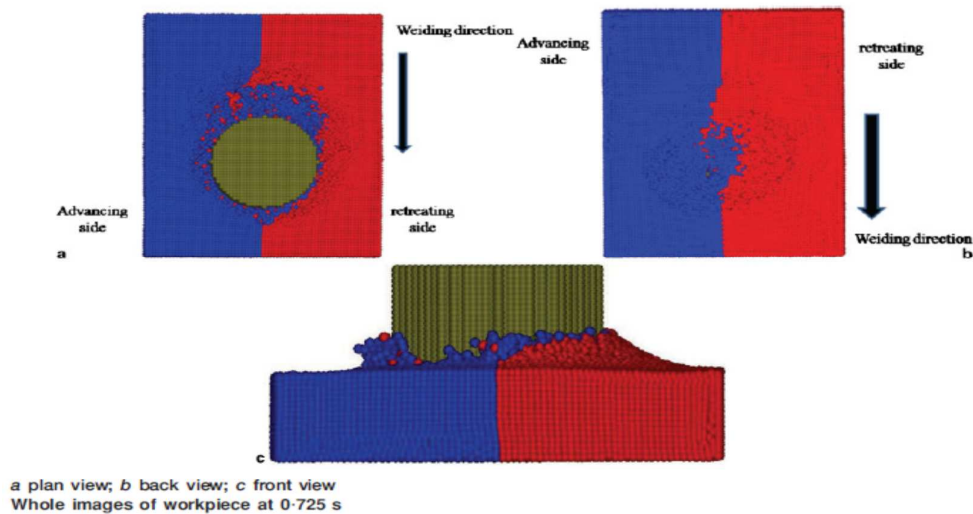 Weiding direction
Advancing
side
retreating
side
a
Advancing
side
retreating
side
Weiding direction
b
c
a plan view; b back view; c front view
Whole images of workpiece at 0·725 s